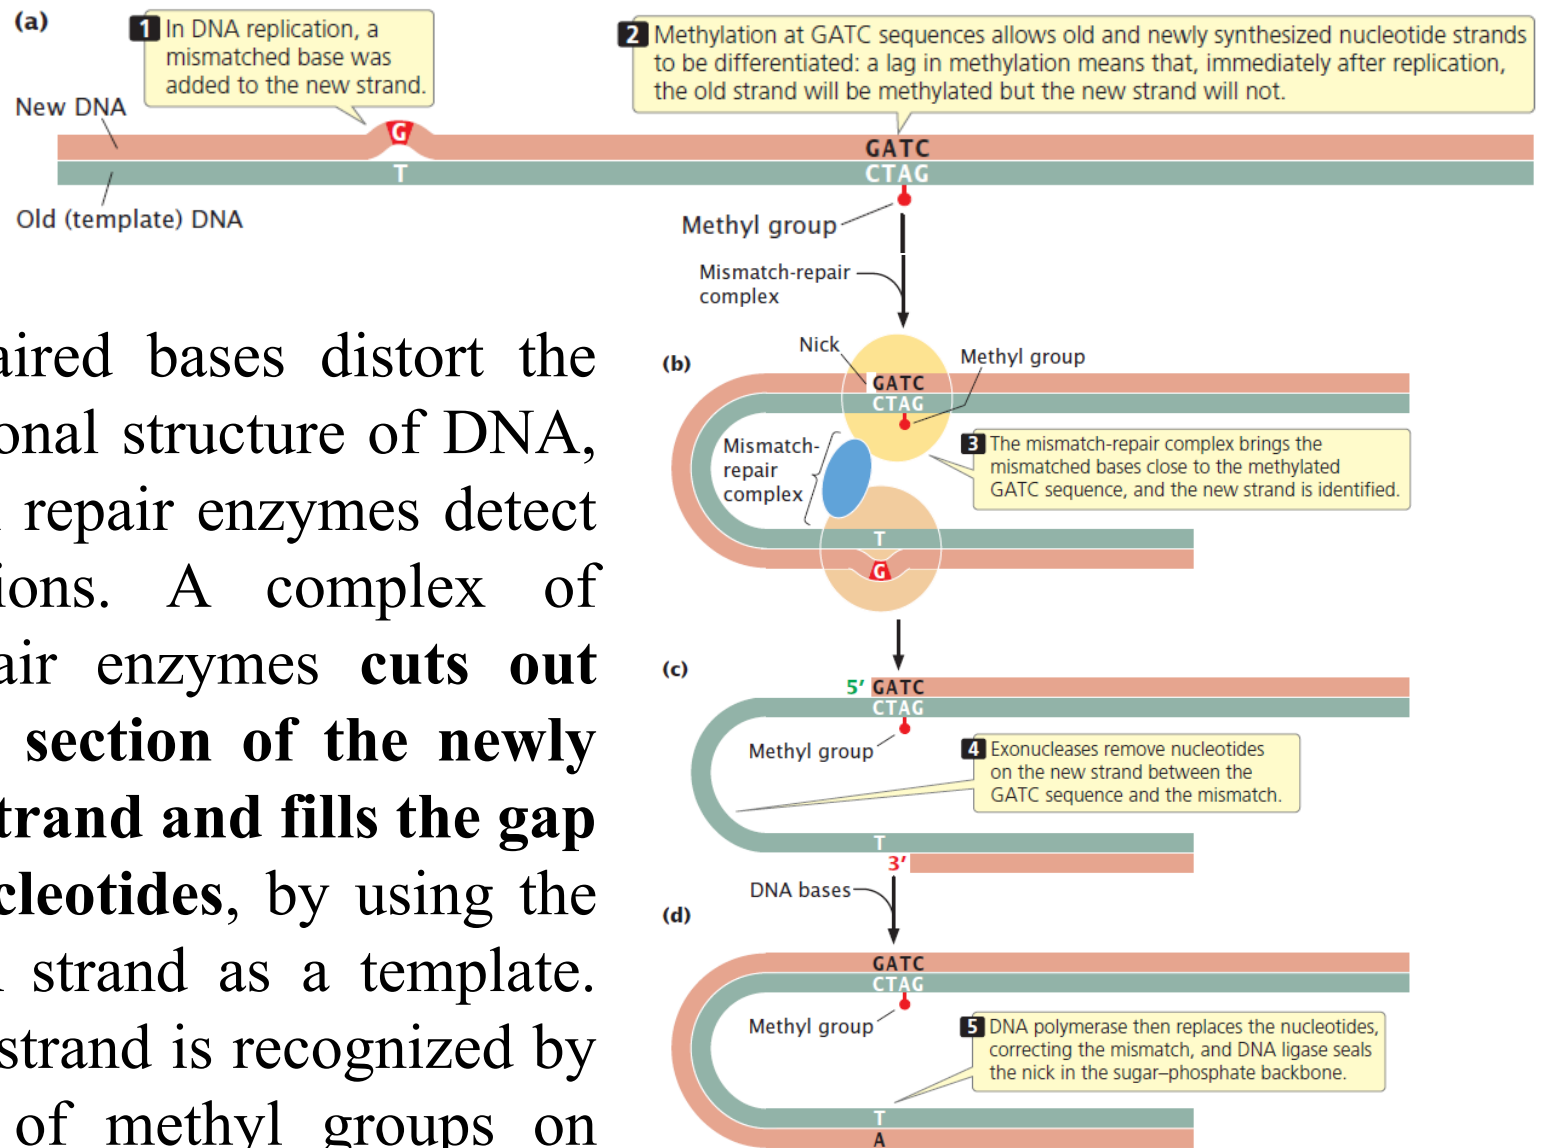 (a)
1 In DNA replication, a
mismatched base was
added to the new strand.
2 Methylation at GATC sequences allows old and newly synthesized nucleotide strands
to be differentiated: a lag in methylation means that, immediately after replication,
the old strand will be methylated but the new strand will not.
New DNA
G
GATC
T
CTAG
Old (template) DNA
Methyl group
Mismatch-repair
complex
aired bases distort the
onal structure of DNA,
repair enzymes detect
ions. A complex of
air enzymes cuts out
section of the newly
trand and fills the gap
cleotides, by using the
strand as a template.
strand is recognized by
of methyl groups on
(b)
Nick
Methyl group
GATC
CTAG
Mismatch-
repair
complex
3 The mismatch-repair complex brings the
mismatched bases close to the methylated
GATC sequence, and the new strand is identified.
T
G
(c)
5′ GATC
CTAG
Methyl group
4 Exonucleases remove nucleotides
on the new strand between the
GATC sequence and the mismatch.
T
3′
DNA bases
(d)
GATC
CTAG
Methyl group
5 DNA polymerase then replaces the nucleotides,
correcting the mismatch, and DNA ligase seals
the nick in the sugar–phosphate backbone.
T
A